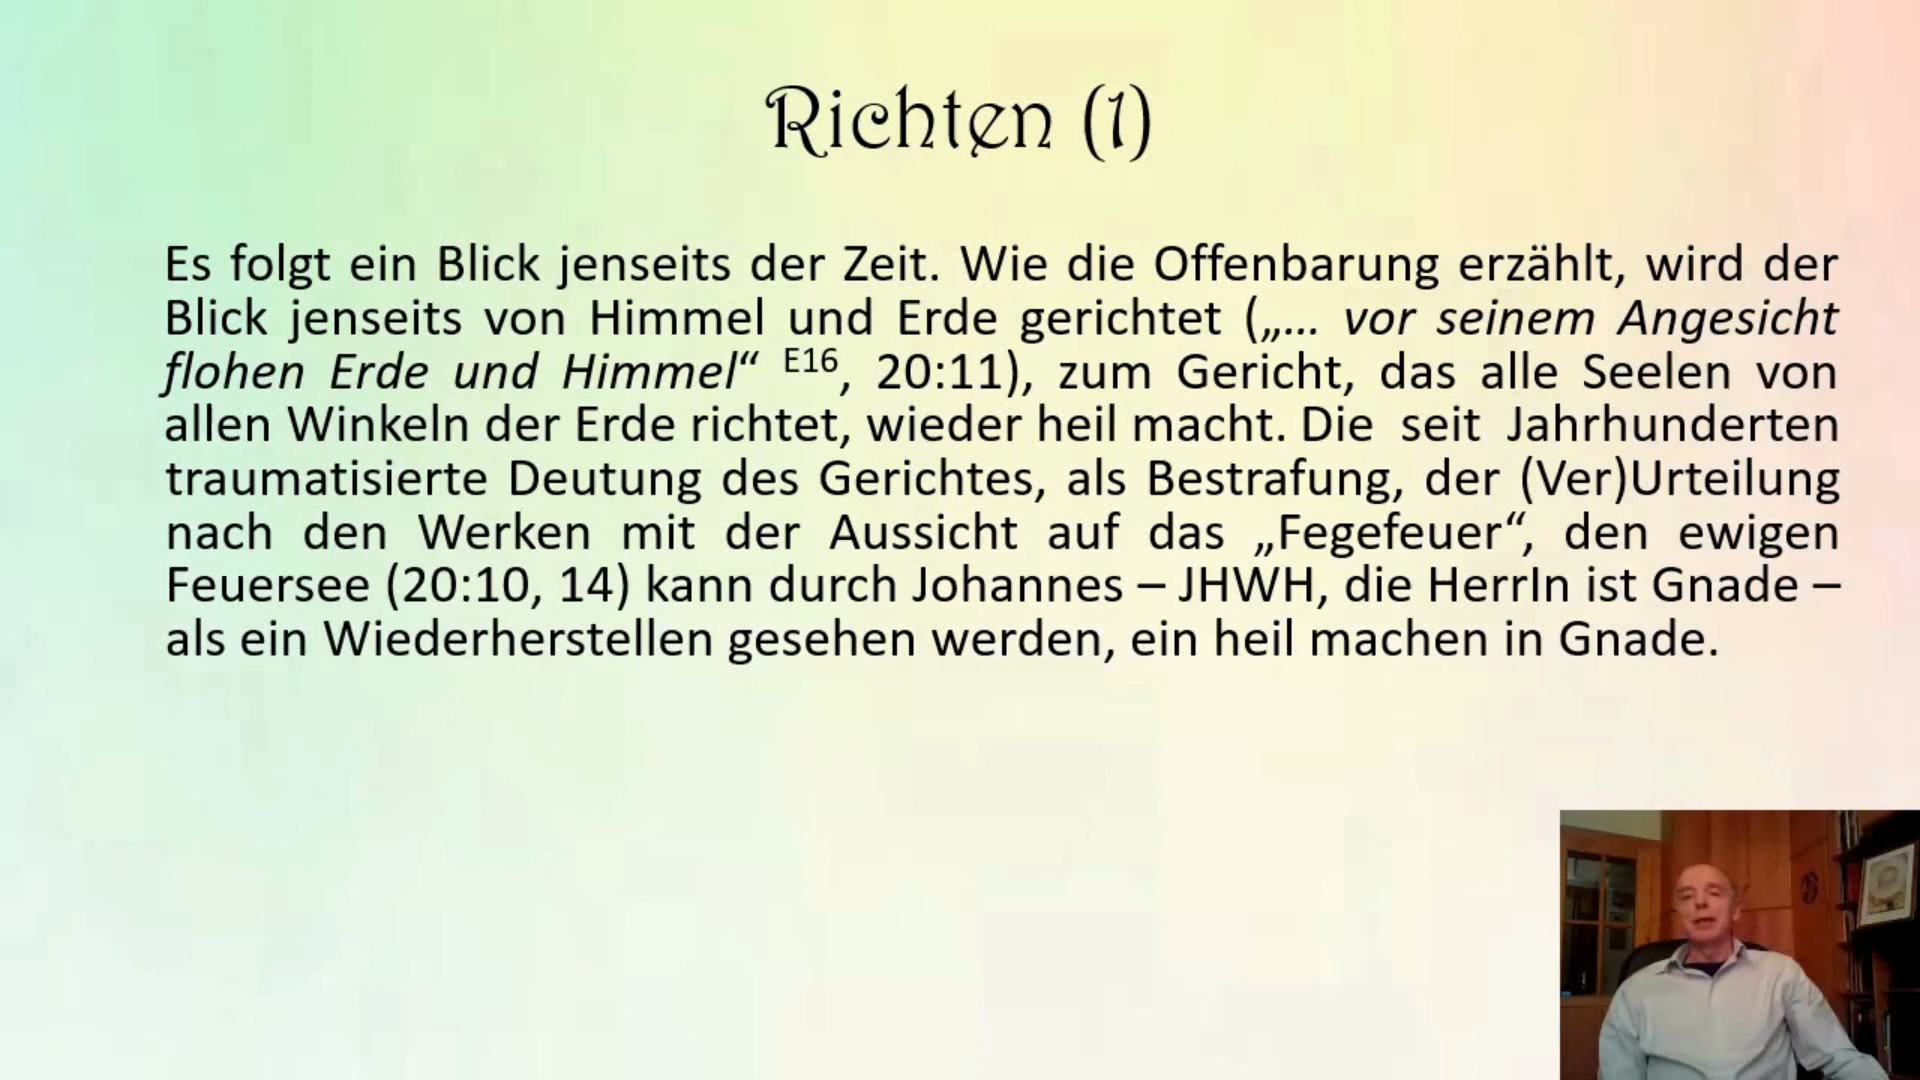 Richten (1)
Es folgt ein Blick jenseits der Zeit. Wie die Offenbarung erzählt, wird der
Blick jenseits von Himmel und Erde gerichtet („... vor seinem Angesicht
flohen Erde und Himmel“ E16, 20:11), zum Gericht, das alle Seelen von
allen Winkeln der Erde richtet, wieder heil macht. Die seit Jahrhunderten
traumatisierte Deutung des Gerichtes, als Bestrafung, der (Ver)Urteilung
nach den Werken mit der Aussicht auf das „Fegefeuer“, den ewigen
Feuersee (20:10, 14) kann durch Johannes – JHWH, die HerrIn ist Gnade –
als ein Wiederherstellen gesehen werden, ein heil machen in Gnade.